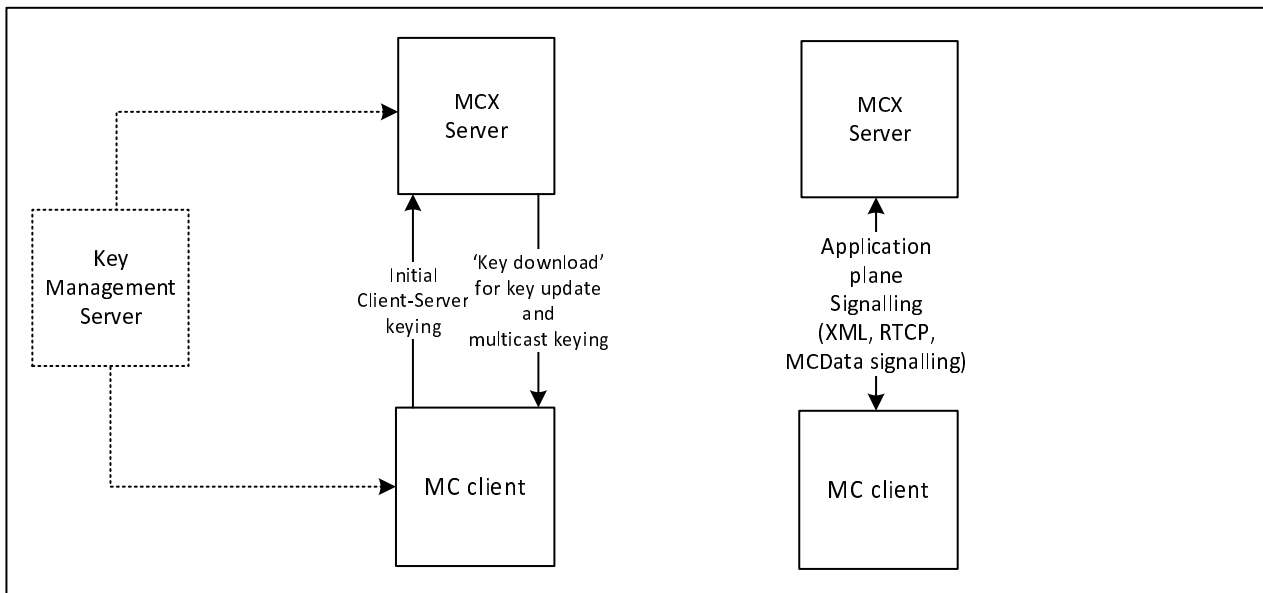 MCX
Server
MCX
Server
Key
Management
Server
Initial
Client-Server
keying
‘Key download’
for key update
and
multicast keying
Application
plane
Signalling
(XML, RTCP,
MCData signalling)
MC client
MC client